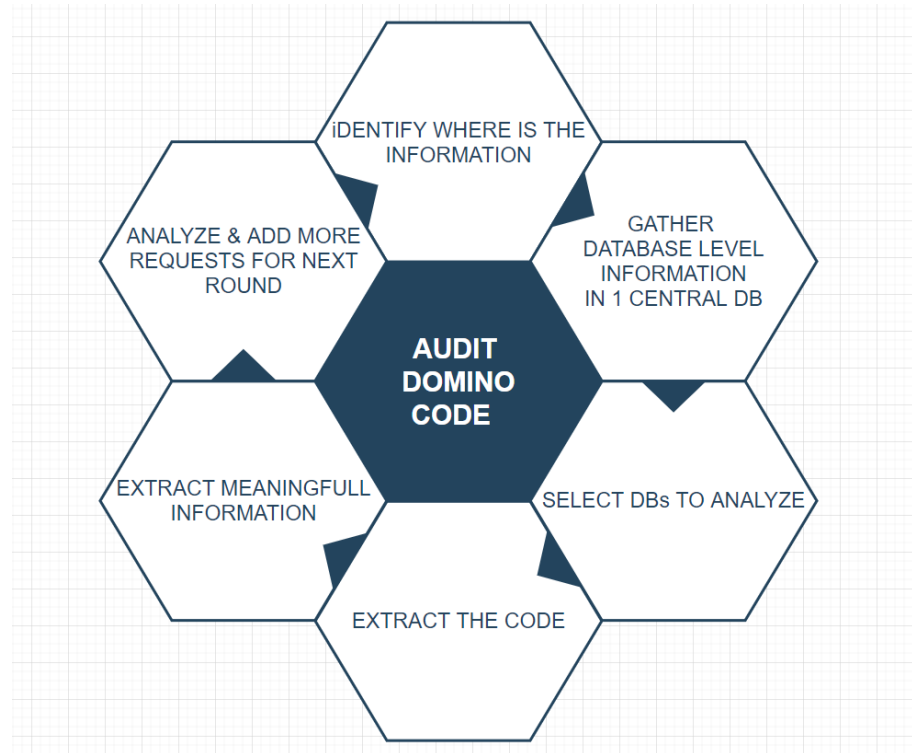 iDENTIFY WHERE IS THE
INFORMATION
GATHER
DATABASE LEVEL
INFORMATION
IN 1 CENTRAL DB
SELECT DBs TO ANALYZE
EXTRACT THE CODE
EXTRACT MEANINGFULL
INFORMATION
ANALYZE & ADD MORE
REQUESTS FOR NEXT
ROUND
AUDIT
DOMINO
CODE